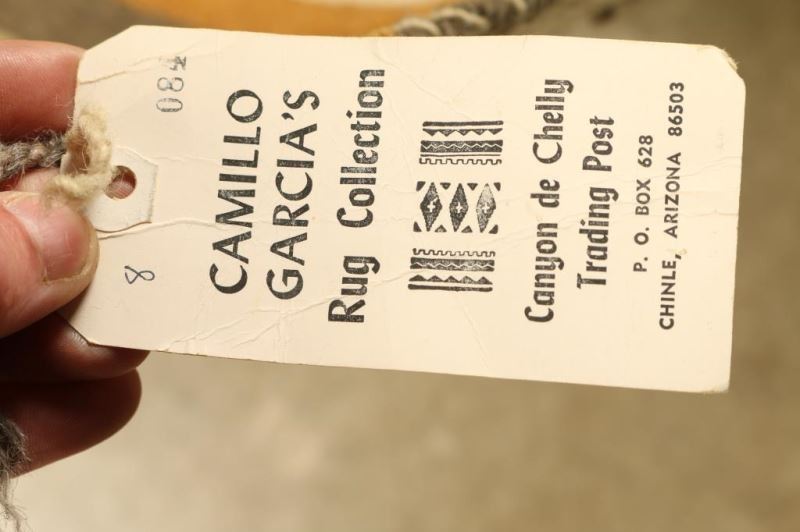 8 084
CAMILLO
GARCIA'S
Rug Collection
Canyon de Chelly
Trading Post
P. O. BOX 628
CHINLE, ARIZONA 86503